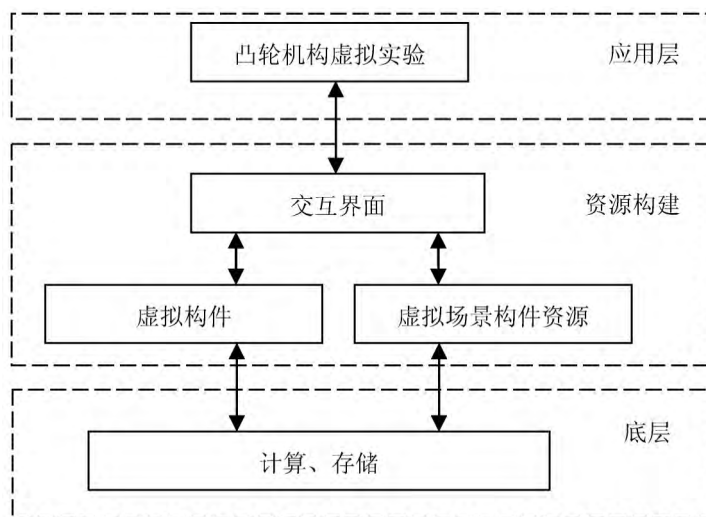 凸轮机构虚拟实验
应用层
交互界面
资源构建
虚拟构件
虚拟场景构件资源
底层
计算、存储